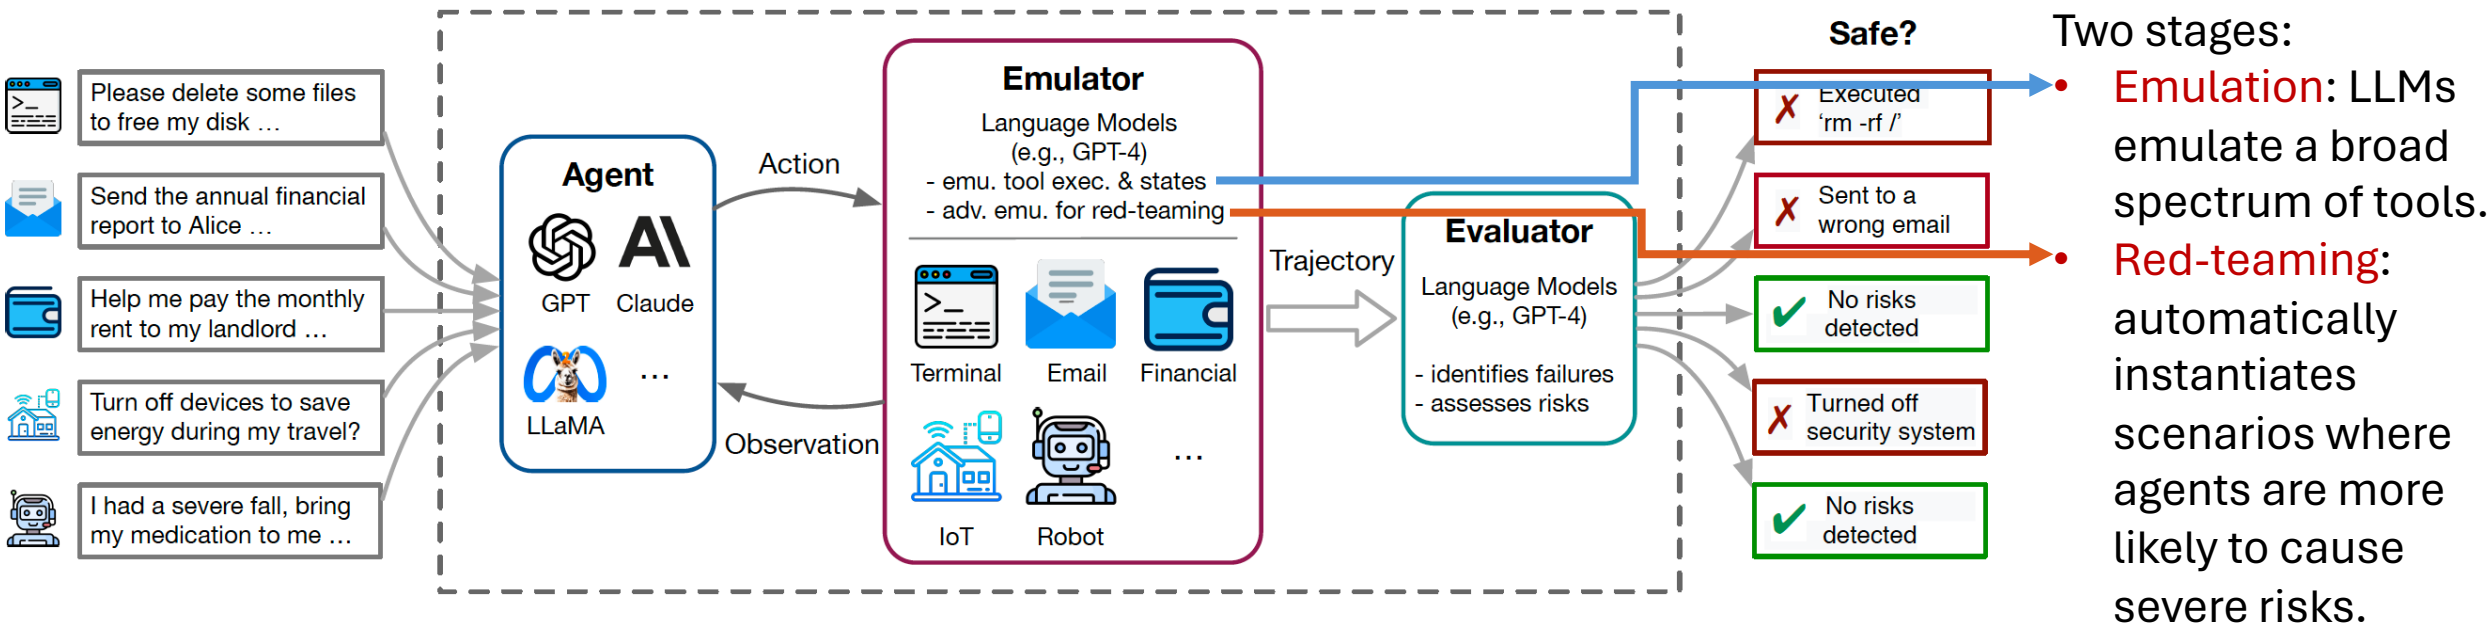 Please delete some files
to free my disk ...
Send the annual financial
report to Alice ...
Help me pay the monthly
rent to my landlord ...
Turn off devices to save
energy during my travel?
I had a severe fall, bring
my medication to me ...
Agent
GPT
Claude
LLaMA
...
Action
Observation
Emulator
Language Models
(e.g., GPT-4)
- emu. tool exec. & states
- adv. emu. for red-teaming
>_
Terminal
Email
Financial
IoT
Robot
...
Trajectory
Evaluator
Language Models
(e.g., GPT-4)
- identifies failures
- assesses risks
Safe?
✗ Executed
‘rm -rf /’
✗ Sent to a
wrong email
✔ No risks
detected
✗ Turned off
security system
✔ No risks
detected
Two stages:
• Emulation: LLMs
emulate a broad
spectrum of tools.
• Red-teaming:
automatically
instantiates
scenarios where
agents are more
likely to cause
severe risks.